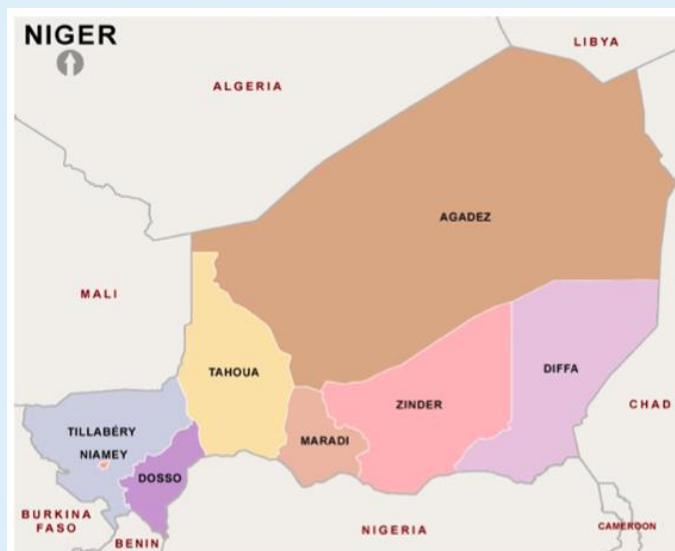 NIGER
LIBYA
ALGERIA
AGADEZ
MALI
TAHOUA
DIFFA
ZINDER
CHAD
TILLABÉRY
MARADI
NIAMEY
DOSSO
BURKINA
FASO
NIGERIA
CAMEROON
BENIN